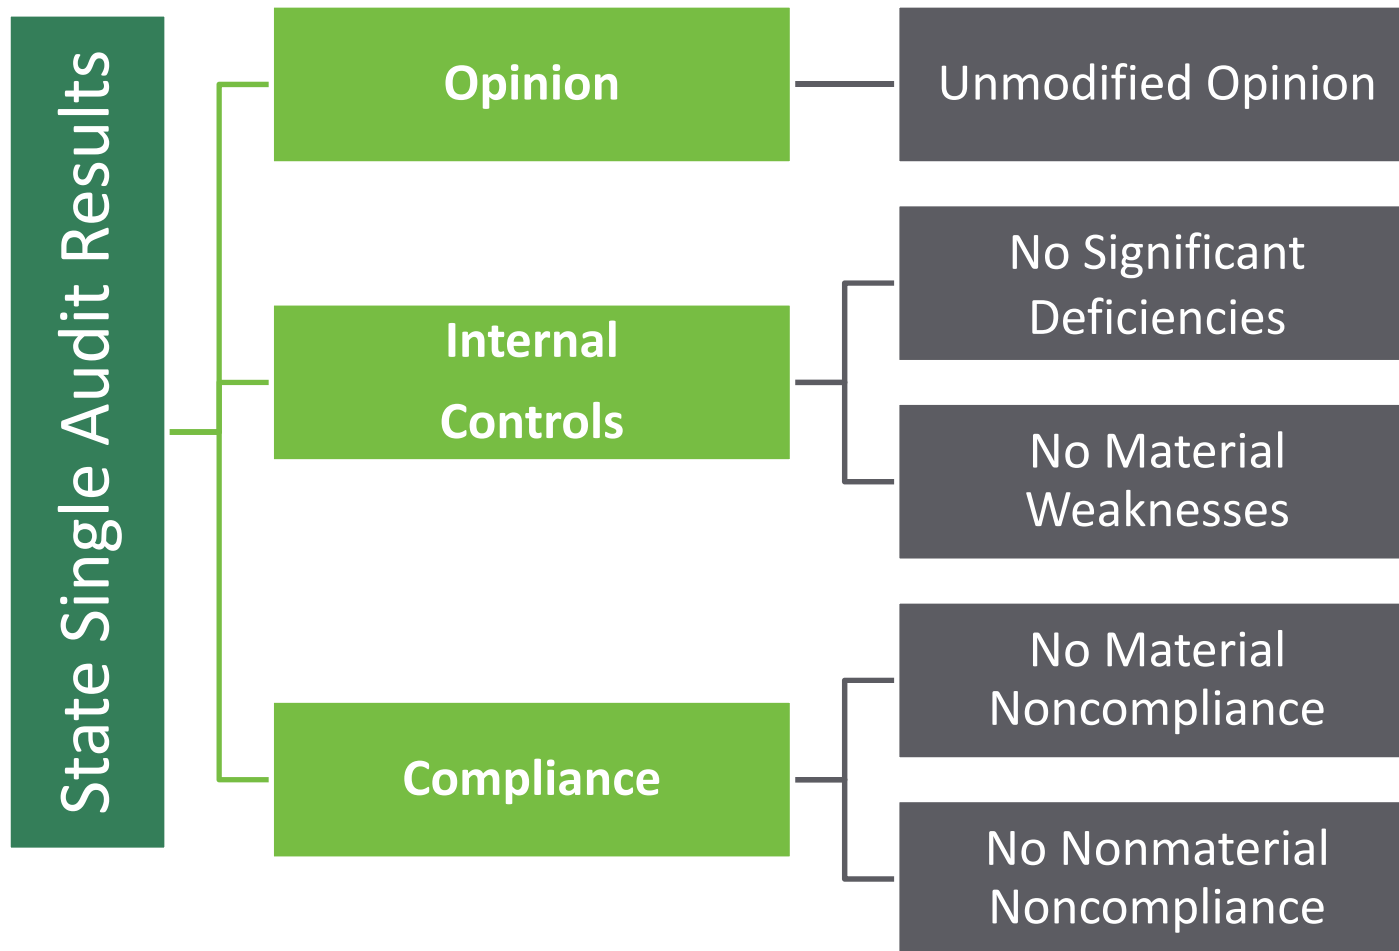 State Single Audit Results
Opinion
Unmodified Opinion
Internal
Controls
No Significant
Deficiencies
No Material
Weaknesses
Compliance
No Material
Noncompliance
No Nonmaterial
Noncompliance